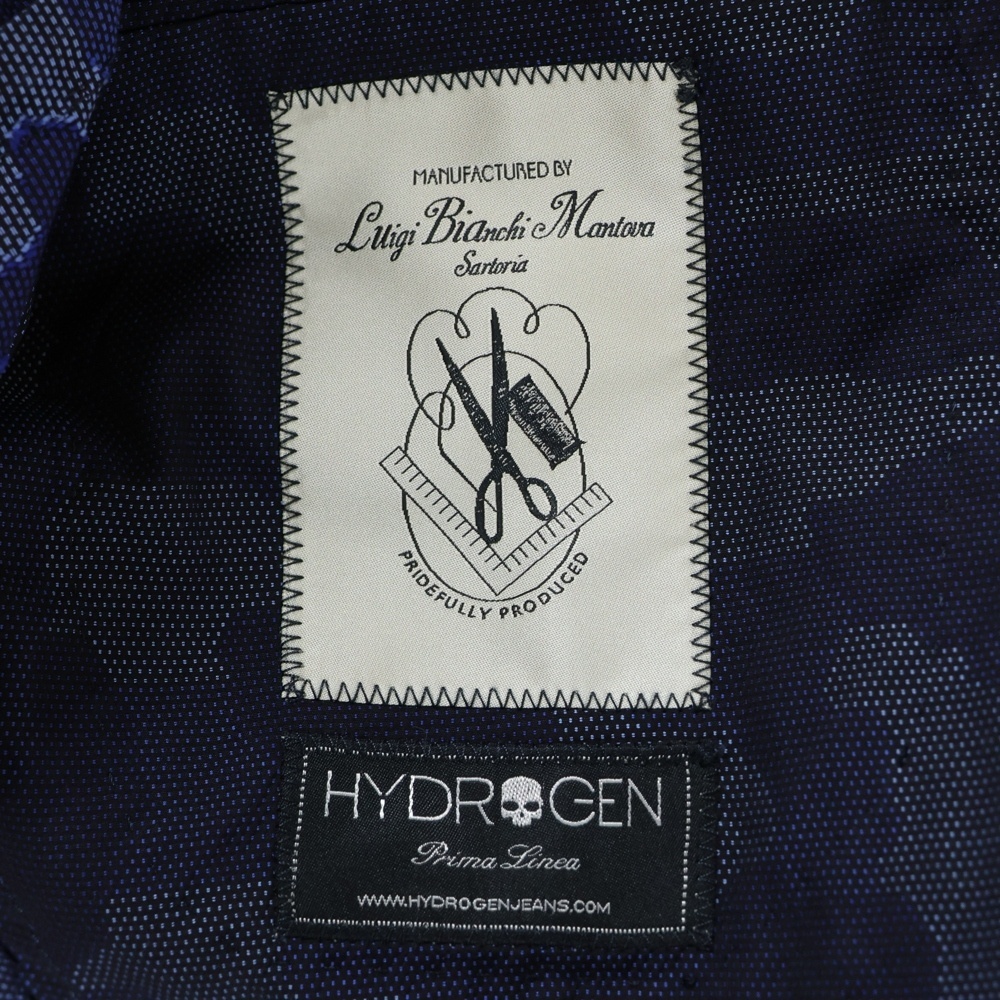 MANUFACTURED BY
Luigi Bianchi Mantova
Sartoria
PRIDEFULLY PRODUCED
HYDROGEN
Prima Linea
WWW.HYDROGENJEANS.COM